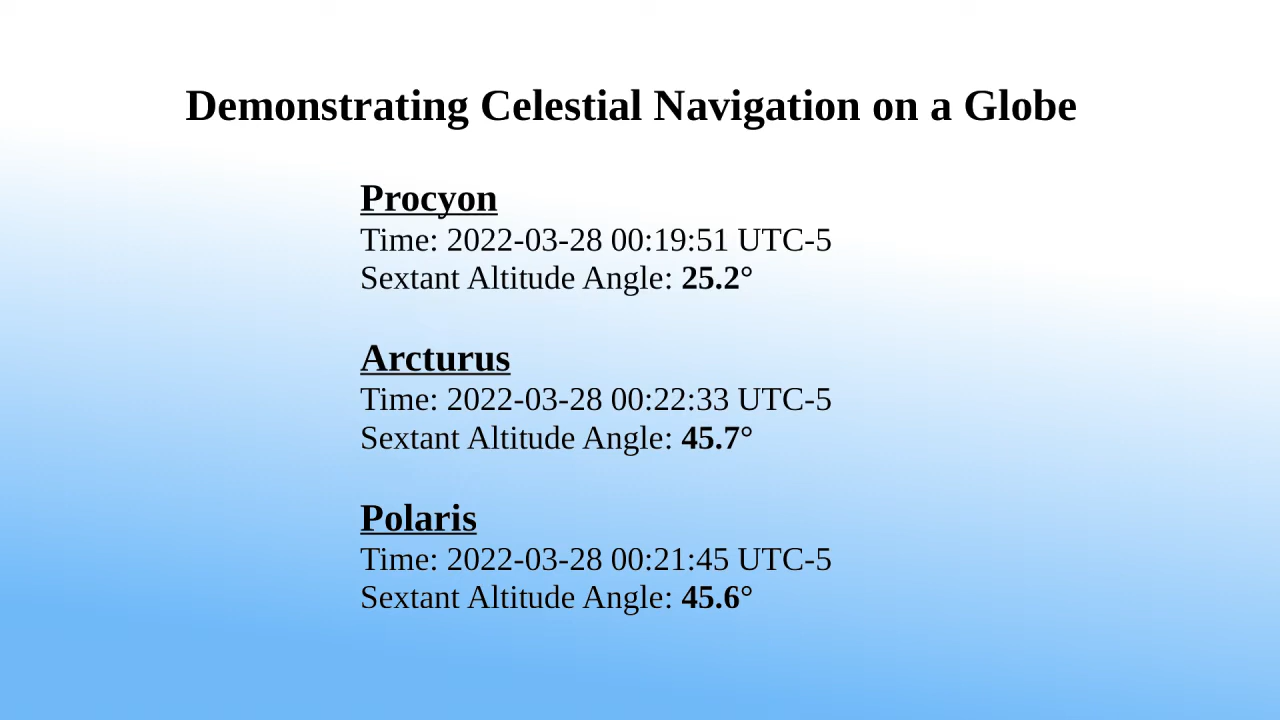 Demonstrating Celestial Navigation on a Globe
Procyon
Time: 2022-03-28 00:19:51 UTC-5
Sextant Altitude Angle: 25.2°
Arcturus
Time: 2022-03-28 00:22:33 UTC-5
Sextant Altitude Angle: 45.7°
Polaris
Time: 2022-03-28 00:21:45 UTC-5
Sextant Altitude Angle: 45.6°